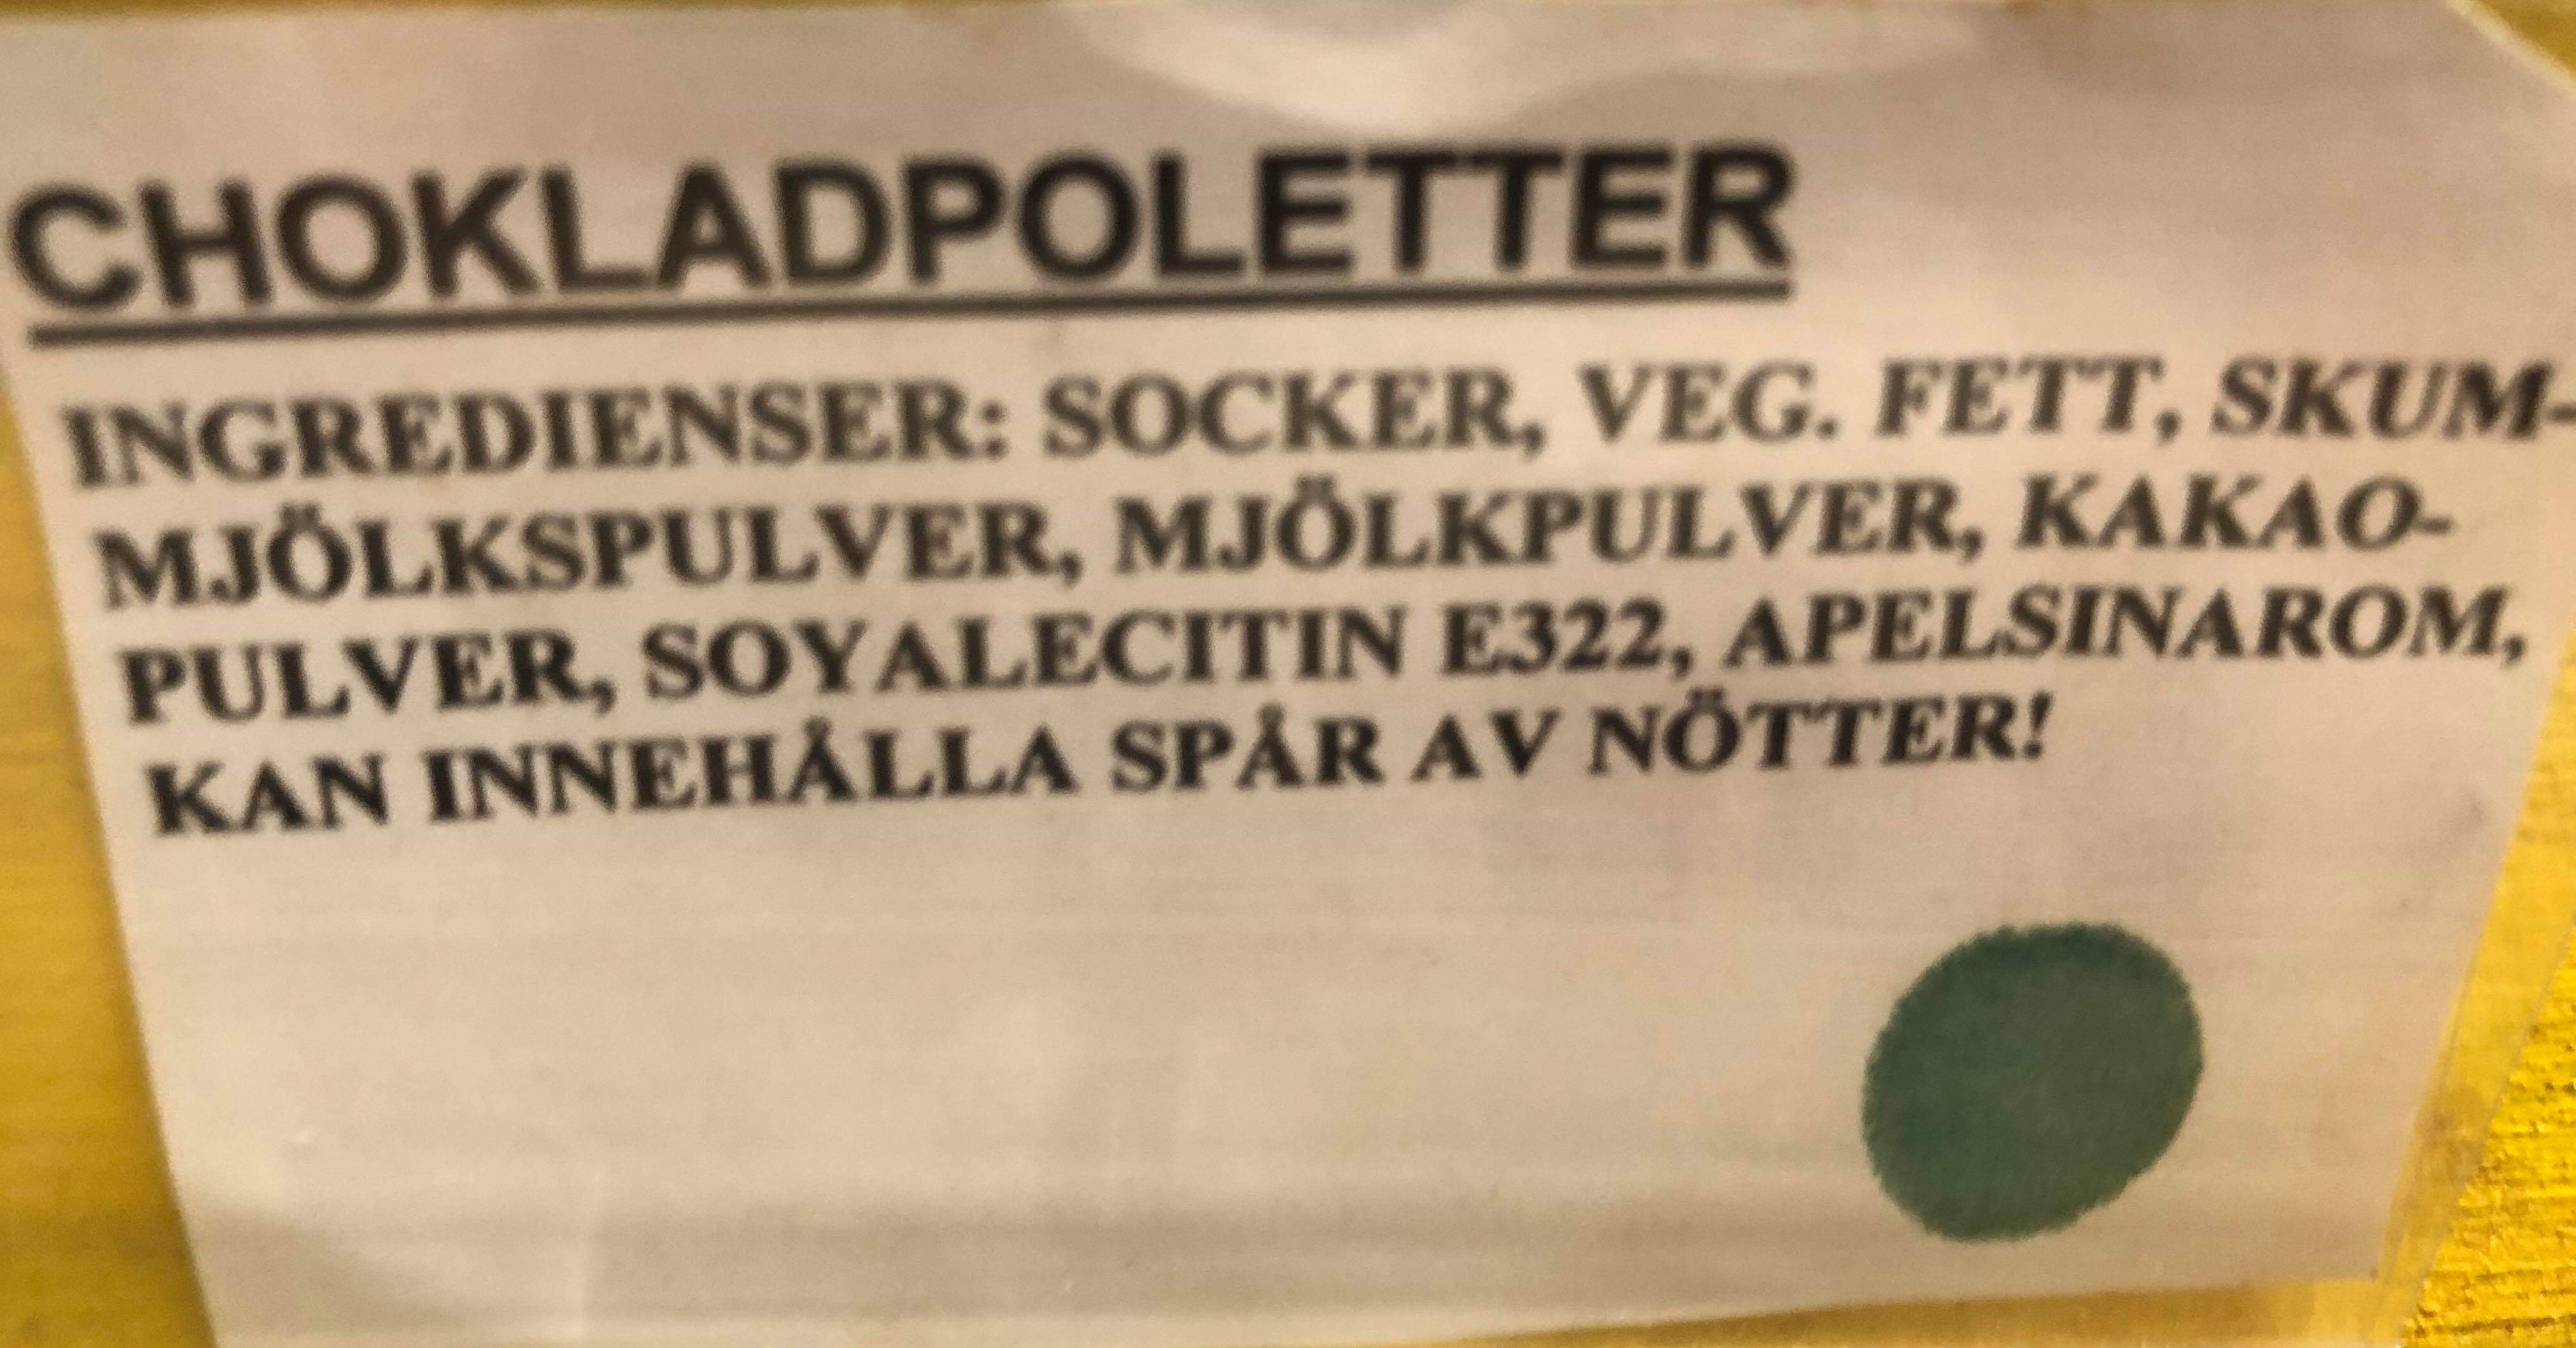 CHOKLADPOLETTER
INGREDIENSER: SOCKER, VEG. FETT, SKUM-
MJÖLKSPULVER, MJÖLKPULVER, KAKAO-
PULVER, SOYALECITIN E322, APELSINAROM,
KAN INNEHÅLLA SPÅR AV NÖTTER!